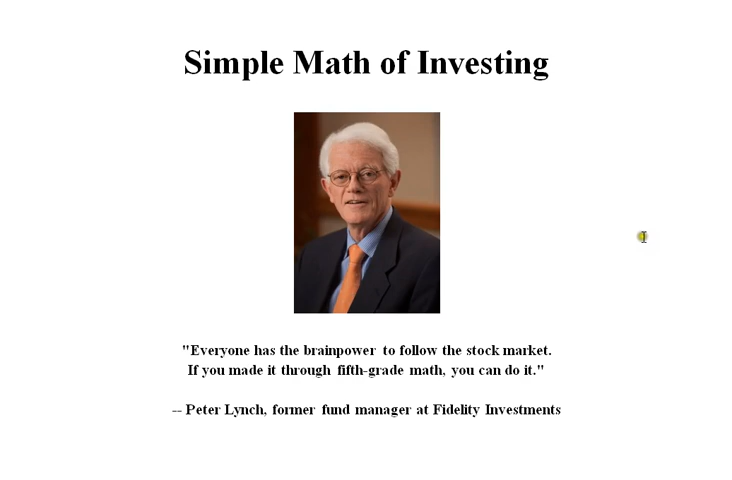 Simple Math of Investing
"Everyone has the brainpower to follow the stock market.
If you made it through fifth-grade math, you can do it."
-- Peter Lynch, former fund manager at Fidelity Investments